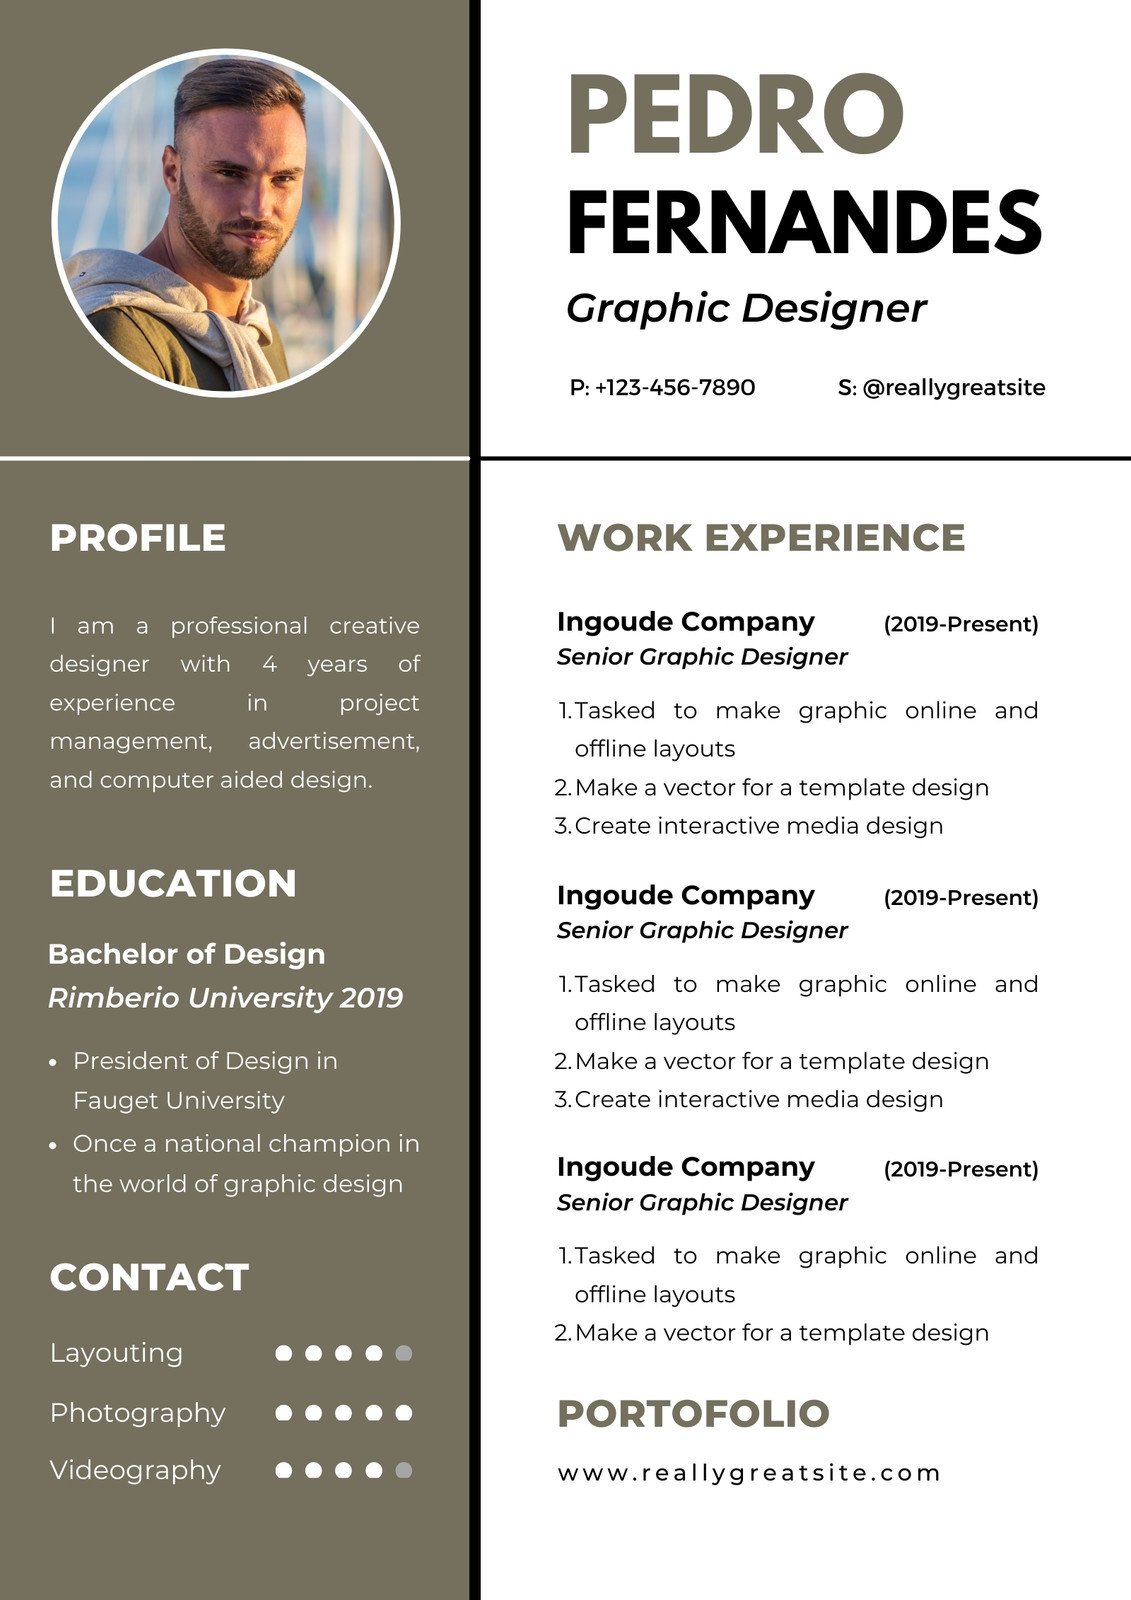 PEDRO
FERNANDES
Graphic Designer
P: +123-456-7890
S: @reallygreatsite
PROFILE
I am a professional creative
designer with 4 years of
experience in project
management, advertisement,
and computer aided design.
EDUCATION
Bachelor of Design
Rimberio University 2019
• President of Design in
Fauget University
• Once a national champion in
the world of graphic design
CONTACT
Layouting
Photography
Videography
WORK EXPERIENCE
Ingoude Company (2019-Present)
Senior Graphic Designer
1. Tasked to make graphic online and
offline layouts
2. Make a vector for a template design
3. Create interactive media design
Ingoude Company (2019-Present)
Senior Graphic Designer
1. Tasked to make graphic online and
offline layouts
2. Make a vector for a template design
3. Create interactive media design
Ingoude Company (2019-Present)
Senior Graphic Designer
1. Tasked to make graphic online and
offline layouts
2. Make a vector for a template design
PORTOFOLIO
www.reallygreatsite.com